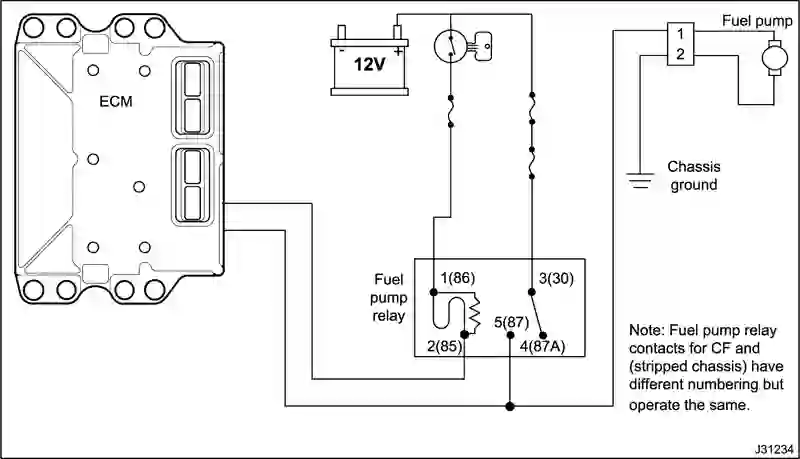 Fuel pump
1
2
ECM
12V
- +
Chassis
ground
Fuel
pump
relay
1(86)
3(30)
5(87)
2(85)
4(87A)
Note: Fuel pump relay
contacts for CF and
(stripped chassis) have
different numbering but
operate the same.
J31234